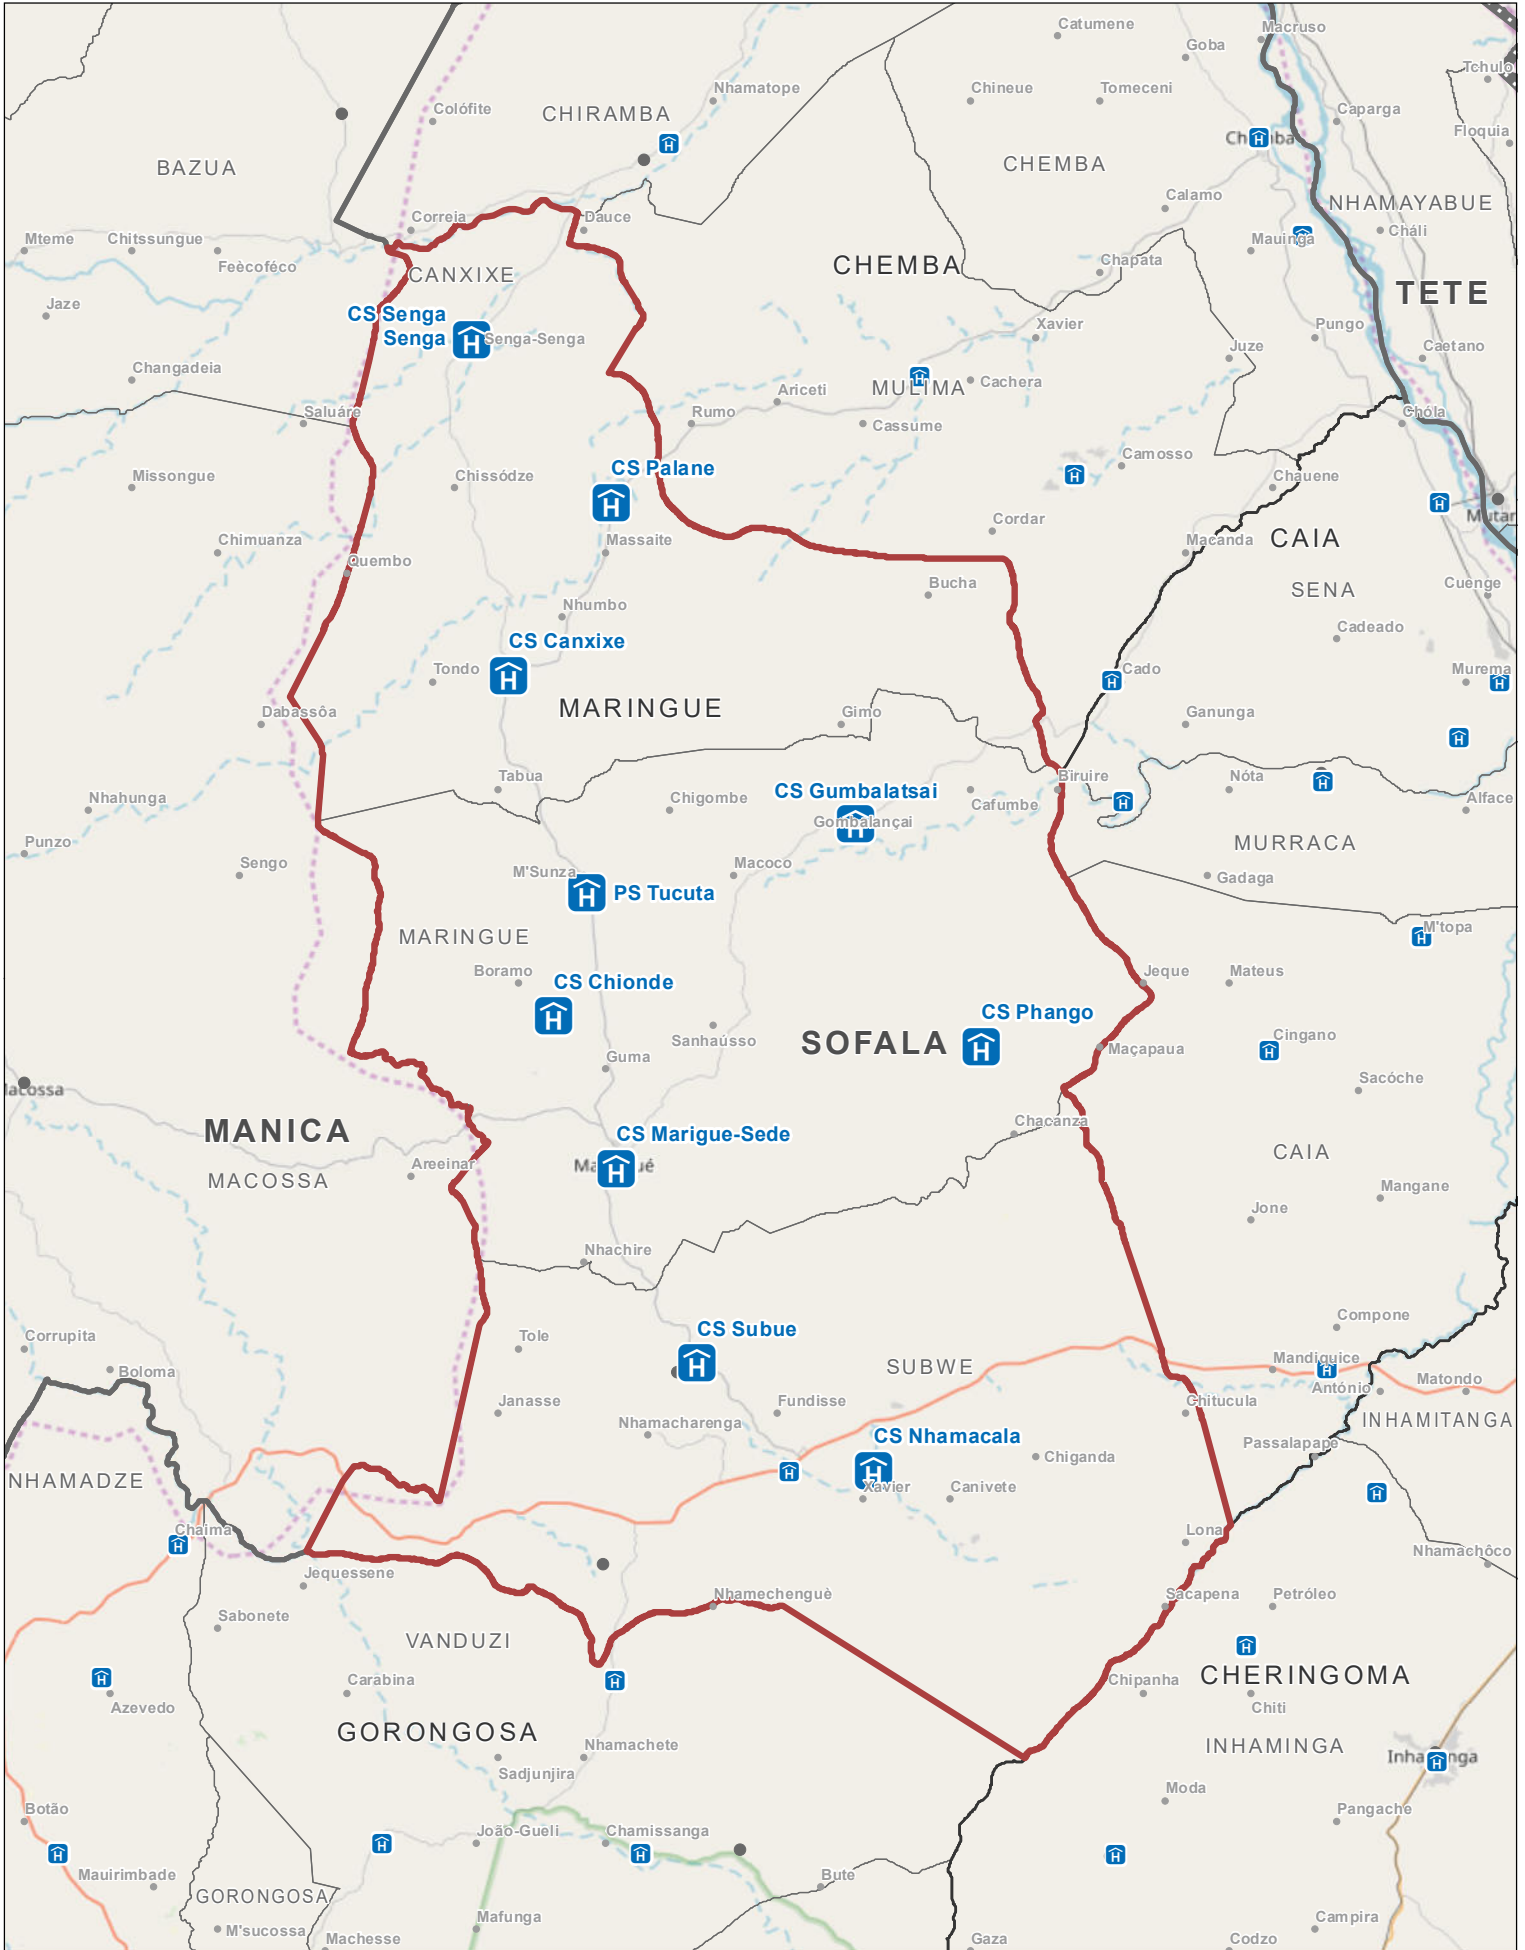 Catumene
Macruso
Goba
Tchulo
Nhamatope
Chineue
Tomeceni
Colófite
CHIRAMBA
Caparga
Floquia
BAZUA
CHEMBA
Calamo
NHAMAYABUE
Correia
Dauce
Cháli
Mteme
Chitssungue
Mauinga
Feècoféco
CANXIXE
CHEMBA
Chapata
TETE
Jaze
CS Senga
Senga
Senga-Senga
Xavier
Pungo
Juze
Caetano
Changadeia
MULIMA
Cachera
Ariceti
Saluáre
Rumo
Cassume
Chóla
CS Palane
Camosso
Missongue
Chissódze
Chauene
Cordar
Chimuanza
Massaite
Macanda
CAIA
Quembo
Bucha
SENA
Cuenge
Nhumbo
Cadeado
CS Canxixe
Tondo
Cado
Murema
MARINGUE
Dabassôa
Gimo
Ganunga
Tabua
Biruire
Nóta
CS Gumbalatsai
Nhahunga
Chigombe
Cafumbe
Alface
Gombalançai
Punzo
MURRACA
Sengo
M'Sunza
Macoco
Gadaga
PS Tucuta
M'topa
MARINGUE
Boramo
Jeque
Mateus
CS Chionde
CS Phango
SOFALA
Sanhaússo
Cingano
Guma
Maçapaua
Sacóche
MANICA
CS Marigue-Sede
Chacanza
Areeinar
CAIA
MACOSSA
Mangane
Jone
Nhachire
Compone
Corrupita
Tole
CS Subue
Boloma
SUBWE
Mandiquice
António
Matondo
Janasse
Fundisse
Chitucula
Nhamacharenga
INHAMITANGA
CS Nhamacala
Passalapape
Chiganda
NHAMADZE
Xavier
Canivete
Chaima
Lona
Nhamachôco
Jequessene
Nhamechenguè
Sacapena
Petróleo
Sabonete
VANDUZI
Carabina
Chipanha
CHERINGOMA
Azevedo
Chiti
GORONGOSA
Nhamachete
INHAMINGA
Sadjunjira
Moda
Botão
Pangache
João-Gueli
Chamissanga
Mauirimbade
Bute
GORONGOSA
M'sucossa
Mafunga
Campira
Machesse
Gaza
Codzo